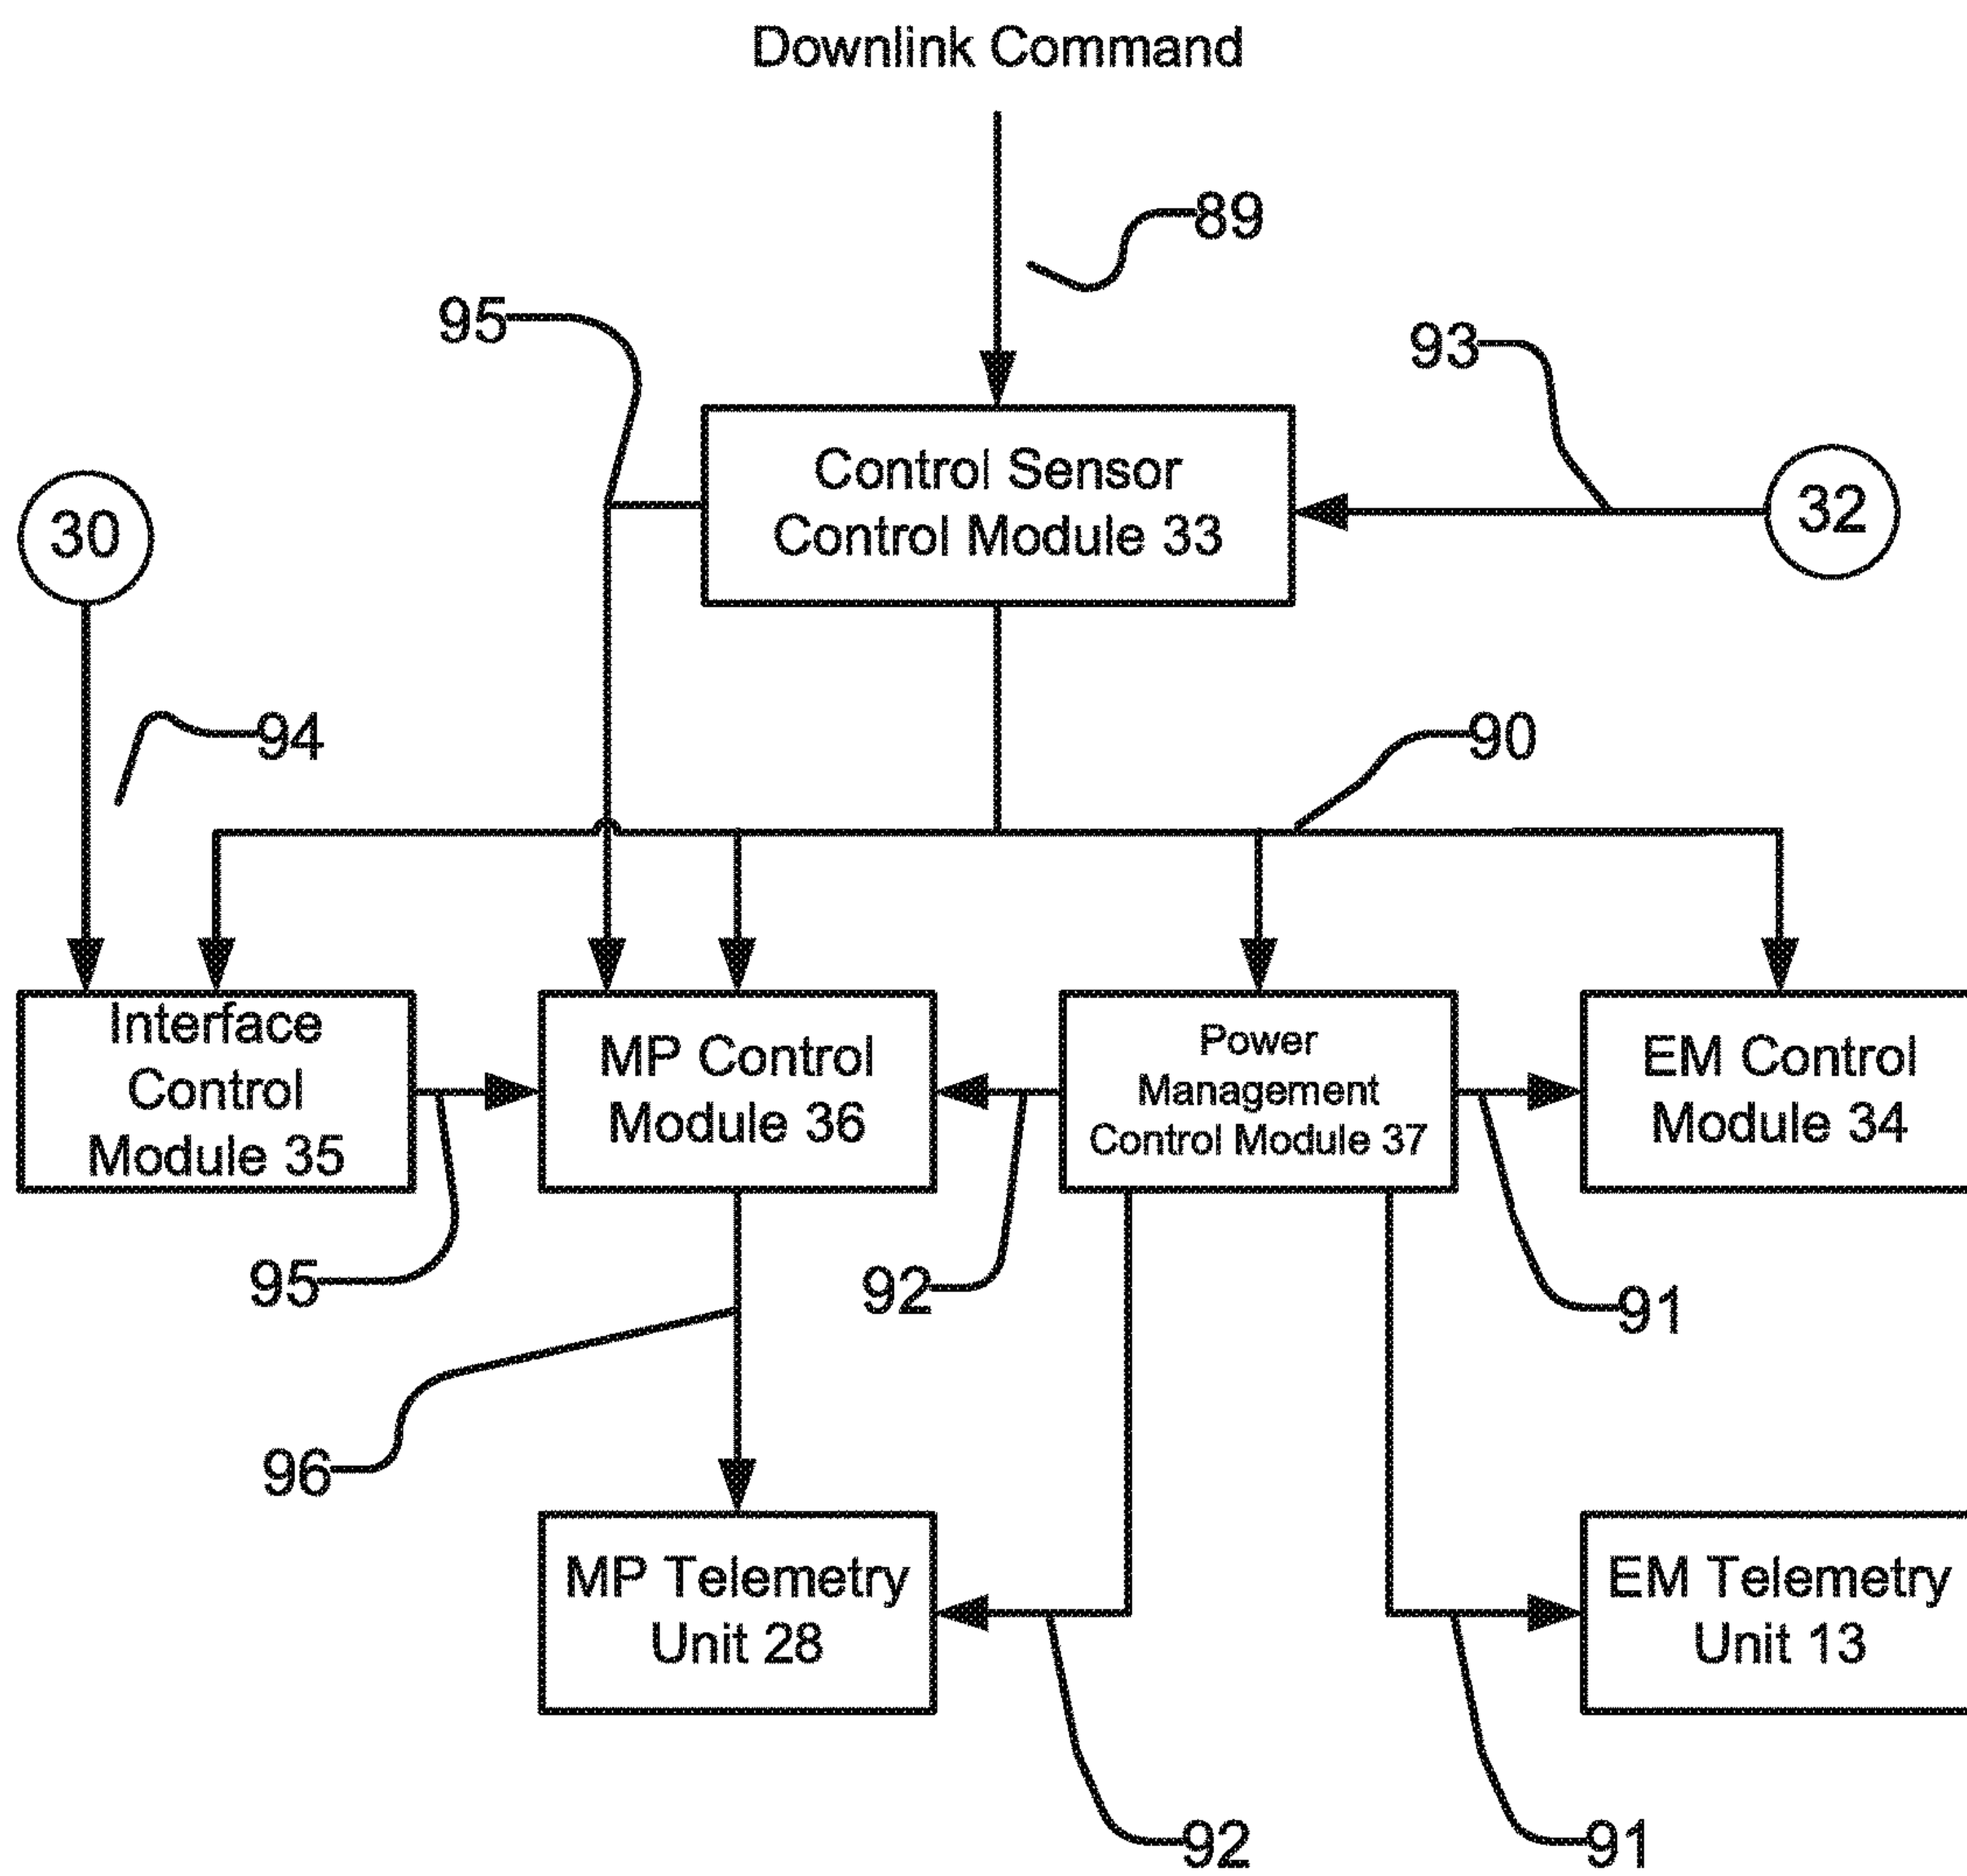 Downlink Command
89
95
93
Control Sensor
Control Module 33
30
32
94
90
Interface
Control
Module 35
MP Control
Module 36
Power
Management
Control Module 37
EM Control
Module 34
95
92
91
96
MP Telemetry
Unit 28
EM Telemetry
Unit 13
92
91